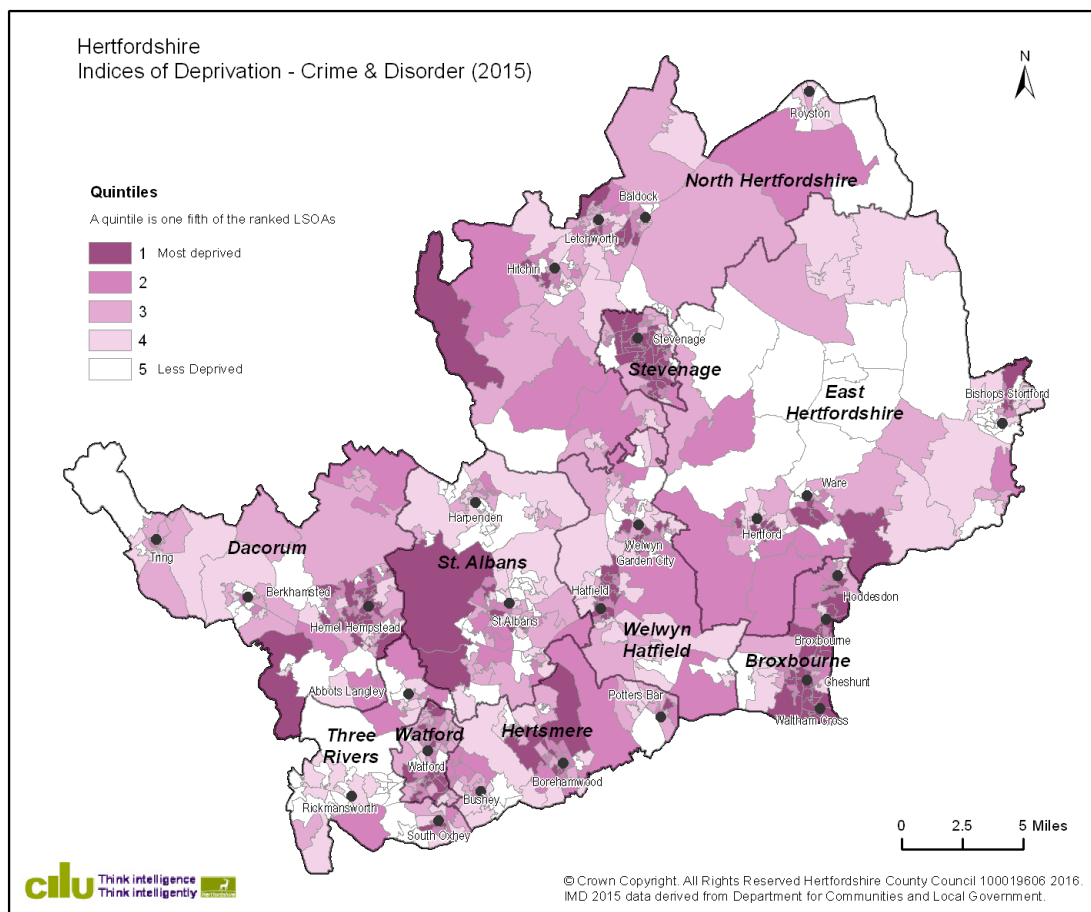 Hertfordshire
Indices of Deprivation - Crime & Disorder (2015)
N
Quintiles
A quintile is one fifth of the ranked LSOAs
1 Most deprived
2
3
4
5 Less Deprived
Royston
North Hertfordshire
Baldock
Letchworth
Hitchin
Stevenage
Stevenage
East
Hertfordshire
Bishops Stortford
Ware
Hertford
Harpenden
Welwyn
Garden City
Tring
Dacorum
St. Albans
Berkhamsted
Hatfield
Hoddesdon
Hemel Hempstead
St Albans
Welwyn
Hatfield
Broxbourne
Broxbourne
Cheshunt
Abbots Langley
Potters Bar
Waltham Cross
Three
Rivers
Watford
Hertsmere
Watford
Borehamwood
Rickmansworth
Bushey
South Oxhey
0 2.5 5 Miles
cilu Think intelligence
Think intelligently
Hertfordshire
© Crown Copyright. All Rights Reserved Hertfordshire County Council 100019606 2016.
IMD 2015 data derived from Department for Communities and Local Government.